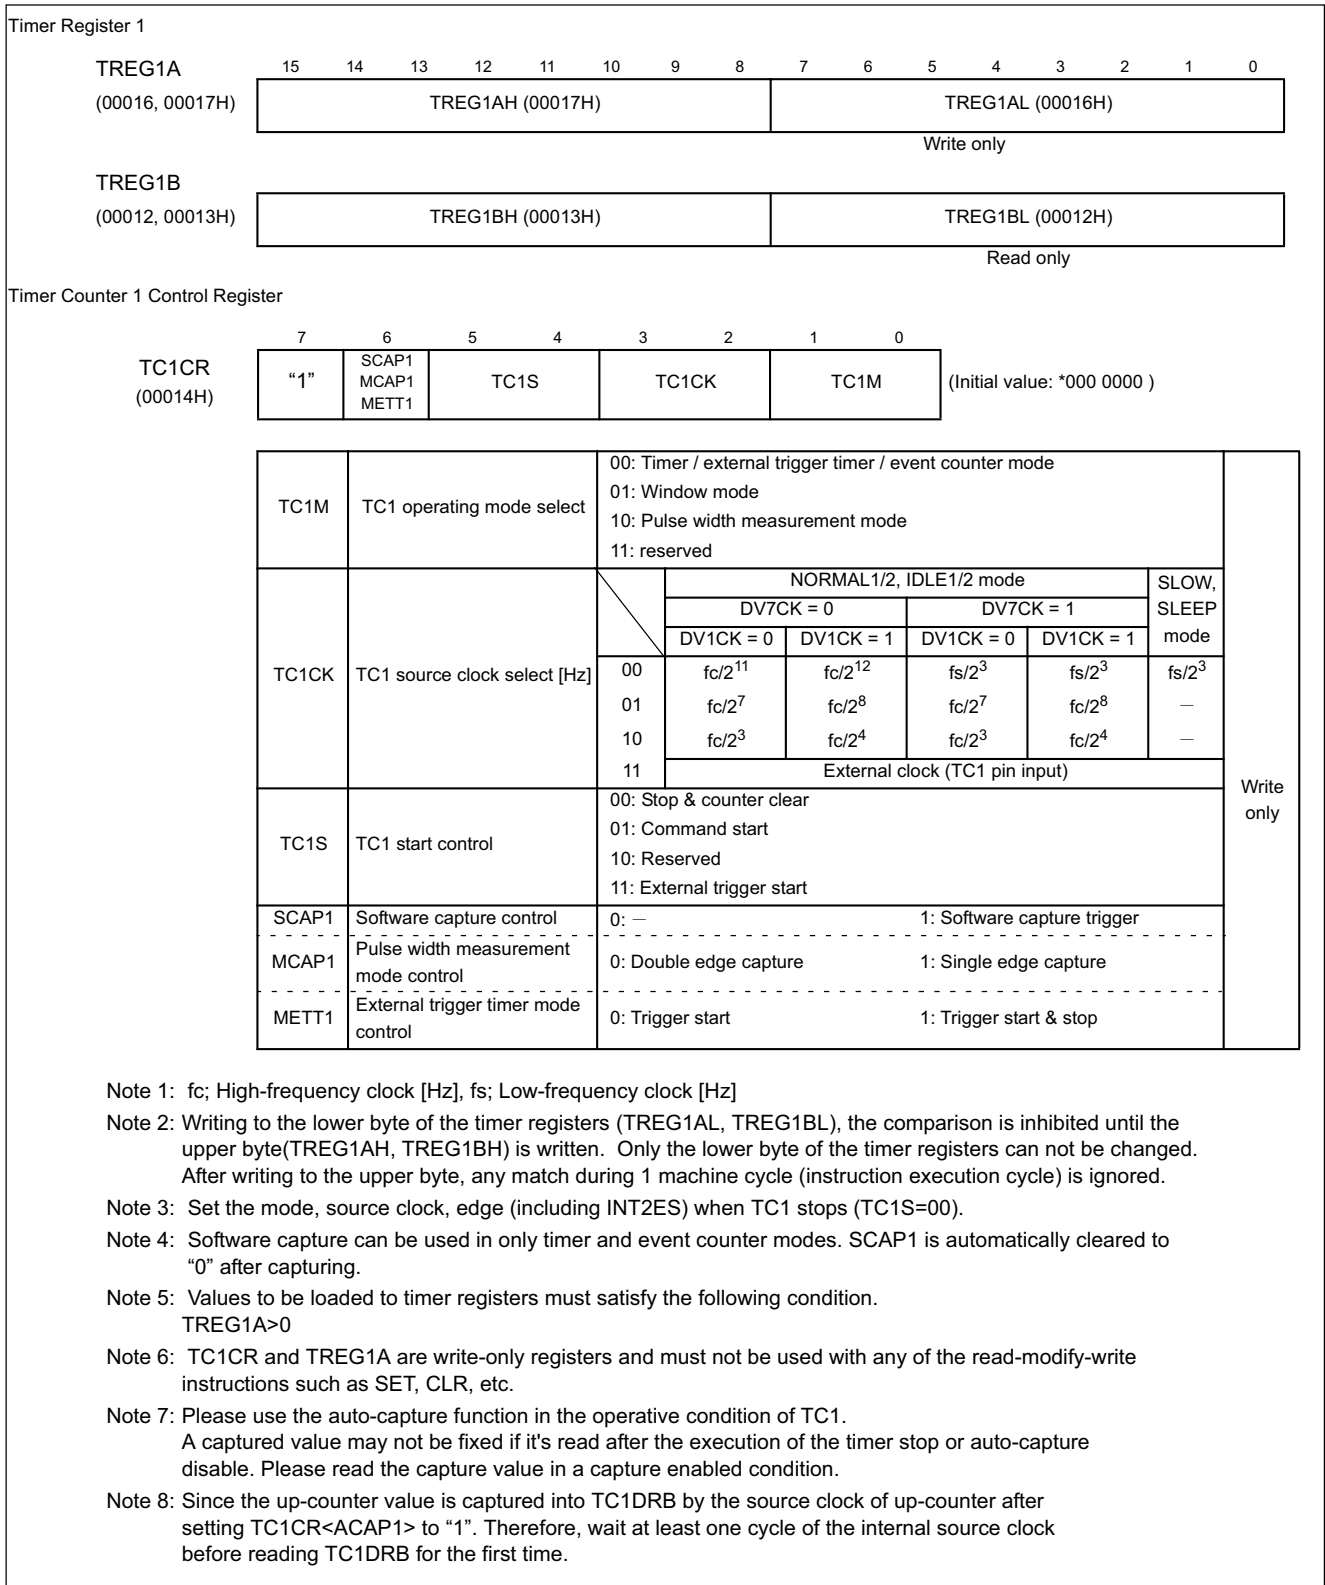 Timer Register 1
TREG1A 15 14 13 12 11 10 9 8 7 6 5 4 3 2 1 0
(00016, 00017H) TREG1AH (00017H) TREG1AL (00016H)
Write only
TREG1B
(00012, 00013H) TREG1BH (00013H) TREG1BL (00012H)
Read only
Timer Counter 1 Control Register
7 6 5 4 3 2 1 0
TC1CR (00014H) “1” SCAP1 MCAP1 METT1 TC1S TC1CK TC1M (Initial value: *000 0000 )
TC1M TC1 operating mode select
00: Timer / external trigger timer / event counter mode
01: Window mode
10: Pulse width measurement mode
11: reserved
TC1CK TC1 source clock select [Hz]
NORMAL1/2, IDLE1/2 mode SLOW, SLEEP mode
DV7CK = 0 DV7CK = 1
DV1CK = 0 DV1CK = 1 DV1CK = 0 DV1CK = 1
00 fc/2^11 fc/2^12 fs/2^3 fs/2^3 fs/2^3
01 fc/2^7 fc/2^8 fc/2^7 fc/2^8 –
10 fc/2^3 fc/2^4 fc/2^3 fc/2^4 –
11 External clock (TC1 pin input)
Write only
TC1S TC1 start control
00: Stop & counter clear
01: Command start
10: Reserved
11: External trigger start
SCAP1 Software capture control 0: – 1: Software capture trigger
MCAP1 Pulse width measurement mode control 0: Double edge capture 1: Single edge capture
METT1 External trigger timer mode control 0: Trigger start 1: Trigger start & stop
Note 1: fc; High-frequency clock [Hz], fs; Low-frequency clock [Hz]
Note 2: Writing to the lower byte of the timer registers (TREG1AL, TREG1BL), the comparison is inhibited until the
upper byte(TREG1AH, TREG1BH) is written. Only the lower byte of the timer registers can not be changed.
After writing to the upper byte, any match during 1 machine cycle (instruction execution cycle) is ignored.
Note 3: Set the mode, source clock, edge (including INT2ES) when TC1 stops (TC1S=00).
Note 4: Software capture can be used in only timer and event counter modes. SCAP1 is automatically cleared to
“0” after capturing.
Note 5: Values to be loaded to timer registers must satisfy the following condition.
TREG1A>0
Note 6: TC1CR and TREG1A are write-only registers and must not be used with any of the read-modify-write
instructions such as SET, CLR, etc.
Note 7: Please use the auto-capture function in the operative condition of TC1.
A captured value may not be fixed if it's read after the execution of the timer stop or auto-capture
disable. Please read the capture value in a capture enabled condition.
Note 8: Since the up-counter value is captured into TC1DRB by the source clock of up-counter after
setting TC1CR<ACAP1> to “1”. Therefore, wait at least one cycle of the internal source clock
before reading TC1DRB for the first time.